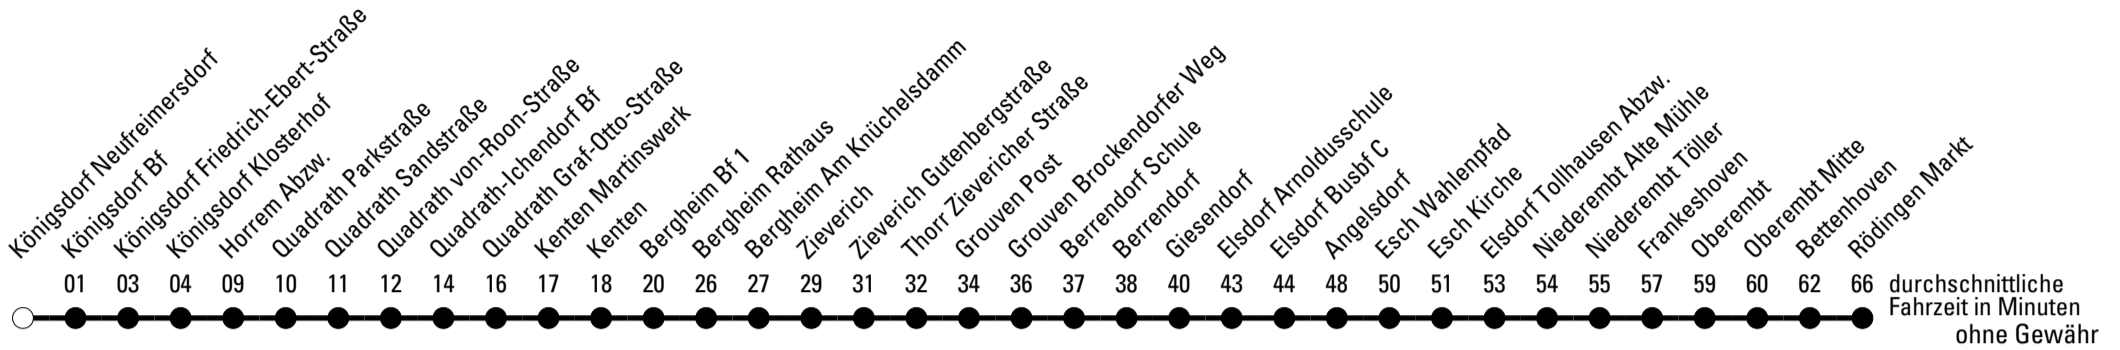 Königsdorf Neufreimersdorf
Königsdorf Bf
Königsdorf Friedrich-Ebert-Straße
Königsdorf Klosterhof
Horrem Abzw.
Quadrath Parkstraße
Quadrath Sandstraße
Quadrath von-Roon-Straße
Quadrath-Ichendorf Bf
Quadrath Graf-Otto-Straße
Kenten Martinswerk
Kenten
Bergheim Bf 1
Bergheim Rathaus
Bergheim Am Knüchelsdamm
Zieverich
Zieverich Gutenbergstraße
Thorr Zievericher Straße
Grouven Post
Grouven Brockendorfer Weg
Berrendorf Schule
Berrendorf
Giesendorf
Elsdorf Arnoldusschule
Elsdorf Busbf C
Angelsdorf
Esch Wahlenpfad
Esch Kirche
Elsdorf Tollhausen Abzw.
Niederembt Alte Mühle
Niederembt Töller
Frankeshoven
Oberembt
Oberembt Mitte
Bettenhoven
Rödingen Markt
01 03 04 09 10 11 12 14 16 17 18 20 26 27 29 31 32 34 36 37 38 40 43 44 48 50 51 53 54 55 57 59 60 62 66 durchschnittliche
Fahrzeit in Minuten
ohne Gewähr